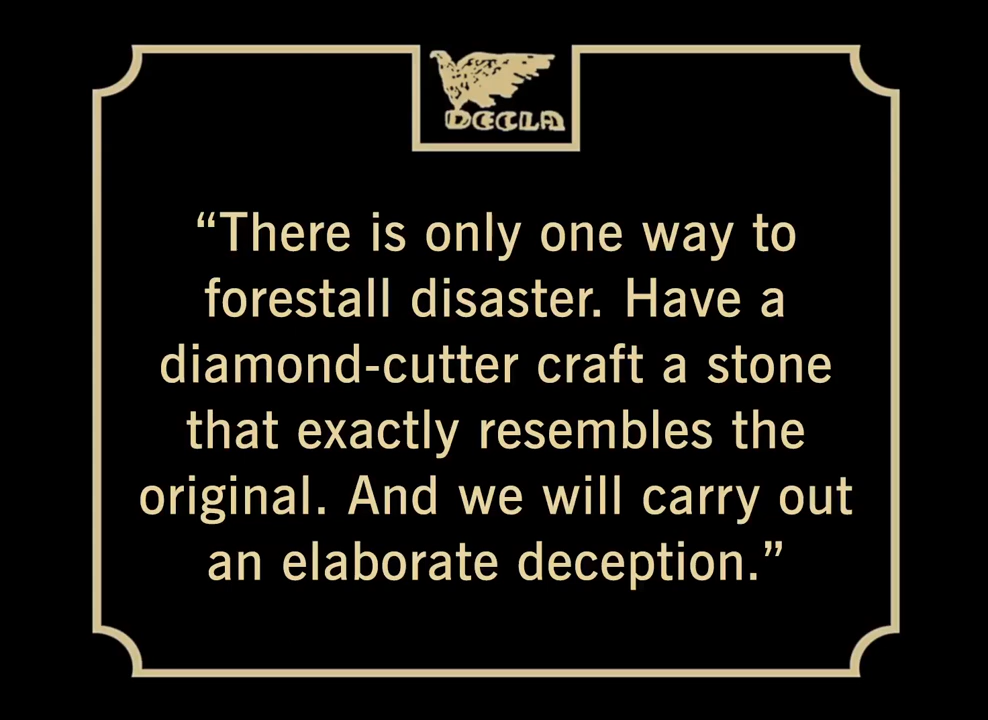 DECLA
“There is only one way to
forestall disaster. Have a
diamond-cutter craft a stone
that exactly resembles the
original. And we will carry out
an elaborate deception.”